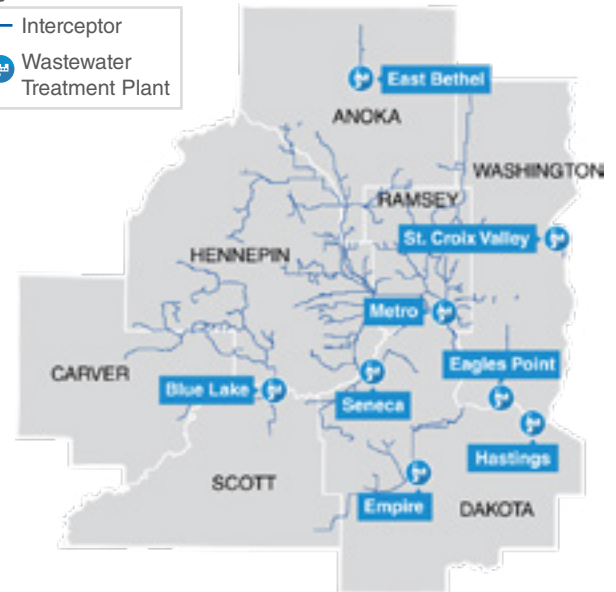 Interceptor
Wastewater
Treatment Plant
East Bethel
ANOKA
WASHINGTON
RAMSEY
St. Croix Valley
HENNEPIN
Metro
Eagles Point
CARVER
Blue Lake
Seneca
Hastings
SCOTT
Empire
DAKOTA